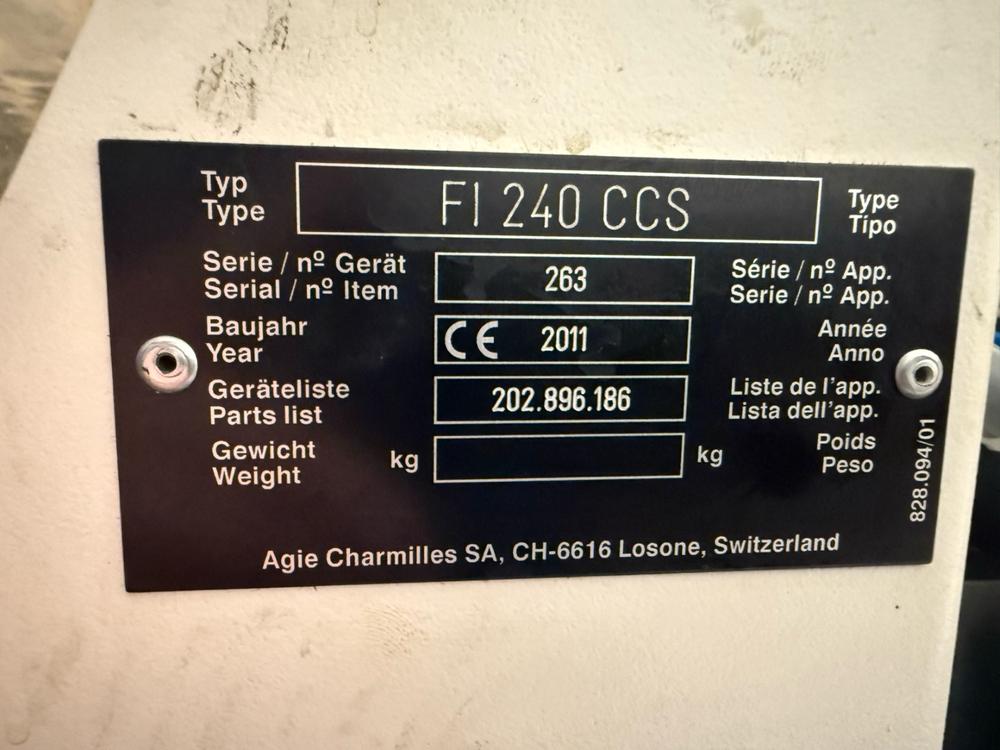 Typ
Type
FI 240 CCS
Type
Tipo
Serie / nº Gerät
Serial / nº Item
263
Série / nº App.
Serie / nº App.
Baujahr
Year
CE 2011
Année
Anno
Geräteliste
Parts list
202.896.186
Liste de l'app.
Lista dell'app.
Gewicht
Weight
kg
kg
Poids
Peso
828.094/01
Agie Charmilles SA, CH-6616 Losone, Switzerland